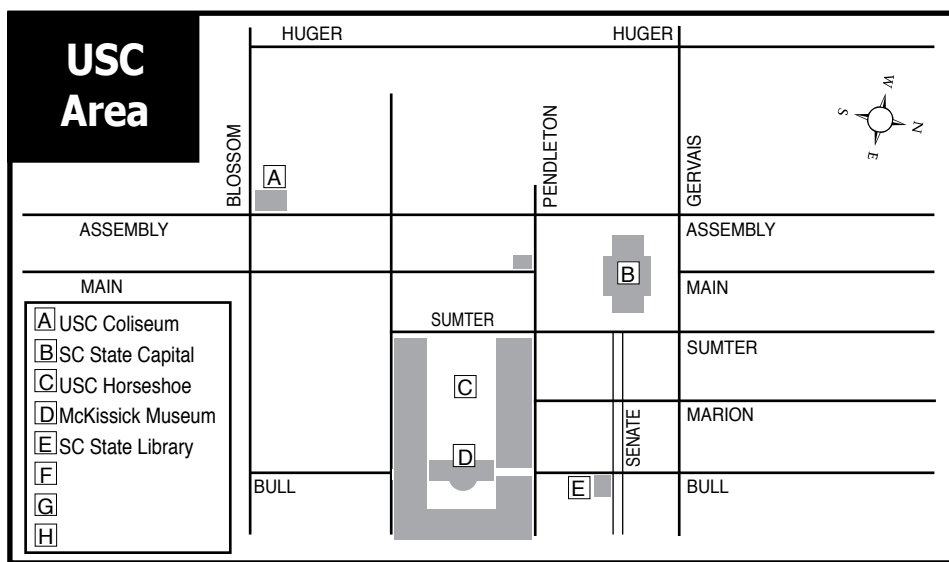 USC
Area
HUGER
HUGER
BLOSSOM
PENDLETON
GERVAIS
W
S
N
E
A
ASSEMBLY
ASSEMBLY
B
MAIN
MAIN
SUMTER
SUMTER
C
MARION
SENATE
D
BULL
E
BULL
A USC Coliseum
B SC State Capital
C USC Horseshoe
D McKissick Museum
E SC State Library
F
G
H